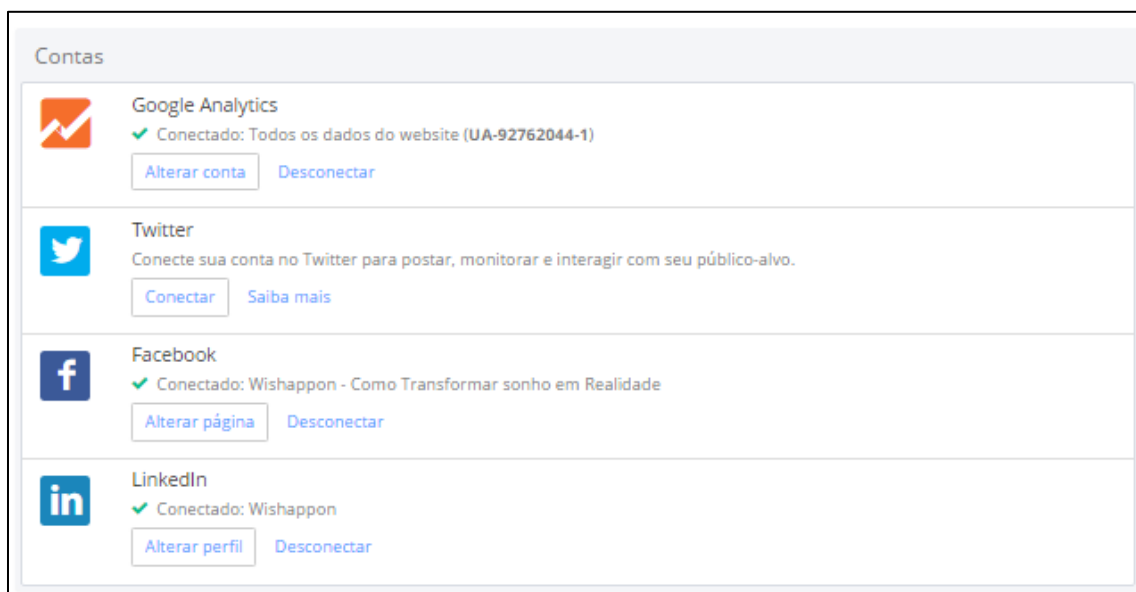 Contas
Google Analytics
Conectado: Todos os dados do website (UA-92762044-1)
Alterar conta Desconectar
Twitter
Conecte sua conta no Twitter para postar, monitorar e interagir com seu público-alvo.
Conectar Saiba mais
f
Facebook
Conectado: Wishappon - Como Transformar sonho em Realidade
Alterar página Desconectar
in
LinkedIn
Conectado: Wishappon
Alterar perfil Desconectar